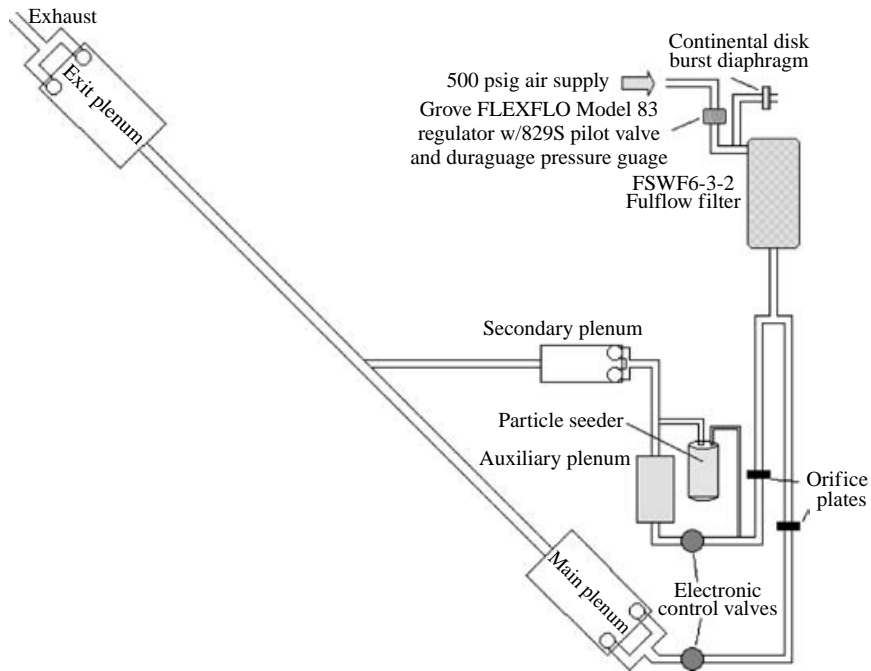 Exhaust
Exit plenum
Continental disk
burst diaphragm
500 psig air supply
Grove FLEXFLO Model 83
regulator w/829S pilot valve
and duraguage pressure guage
FSWF6-3-2
Fulflow filter
Secondary plenum
Particle seeder
Auxiliary plenum
Orifice
plates
Main plenum
Electronic
control valves